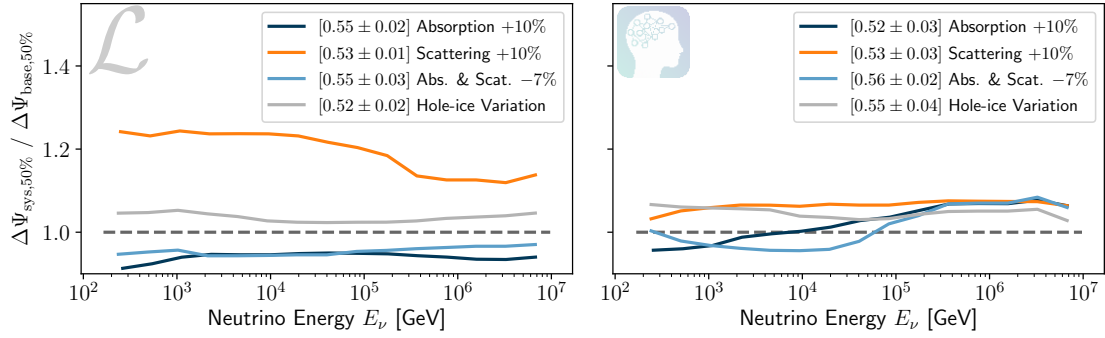 ℒ
[0.55 ± 0.02] Absorption +10%
[0.53 ± 0.01] Scattering +10%
[0.55 ± 0.03] Abs. & Scat. −7%
[0.52 ± 0.02] Hole-ice Variation
ΔΨsys,50% / ΔΨbase,50%
1.4
1.2
1.0
10² 10³ 10⁴ 10⁵ 10⁶ 10⁷
Neutrino Energy Eν [GeV]
[0.52 ± 0.03] Absorption +10%
[0.53 ± 0.03] Scattering +10%
[0.56 ± 0.02] Abs. & Scat. −7%
[0.55 ± 0.04] Hole-ice Variation
10² 10³ 10⁴ 10⁵ 10⁶ 10⁷
Neutrino Energy Eν [GeV]